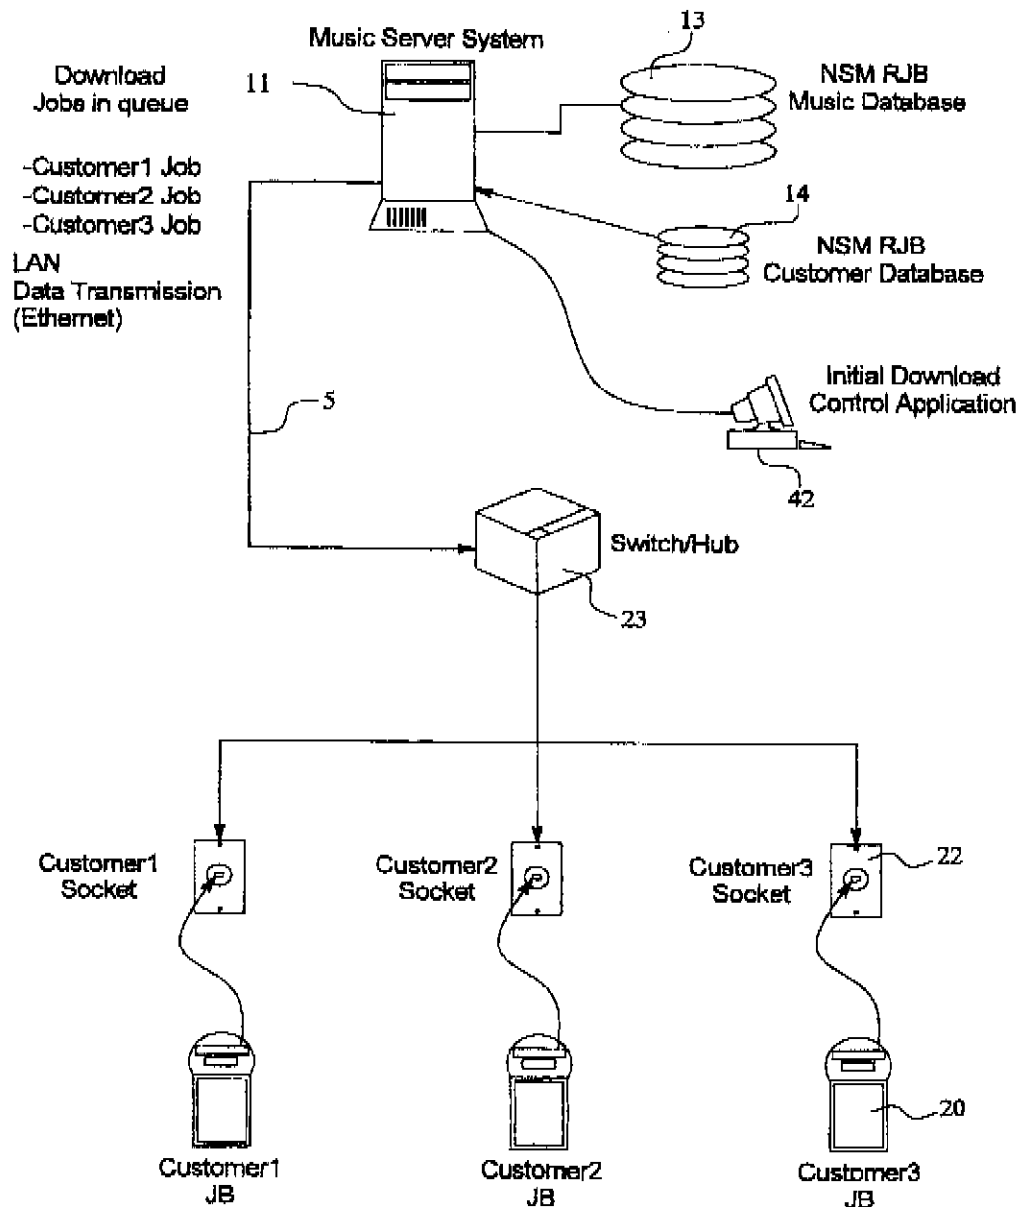 Music Server System
13
NSM RJB
Music Database
Download
Jobs in queue
11
-Customer1 Job
-Customer2 Job
-Customer3 Job
14
NSM RJB
Customer Database
LAN
Data Transmission
(Ethernet)
5
Initial Download
Control Application
42
Switch/Hub
23
Customer1
Socket
Customer2
Socket
Customer3
Socket
22
20
Customer1
JB
Customer2
JB
Customer3
JB